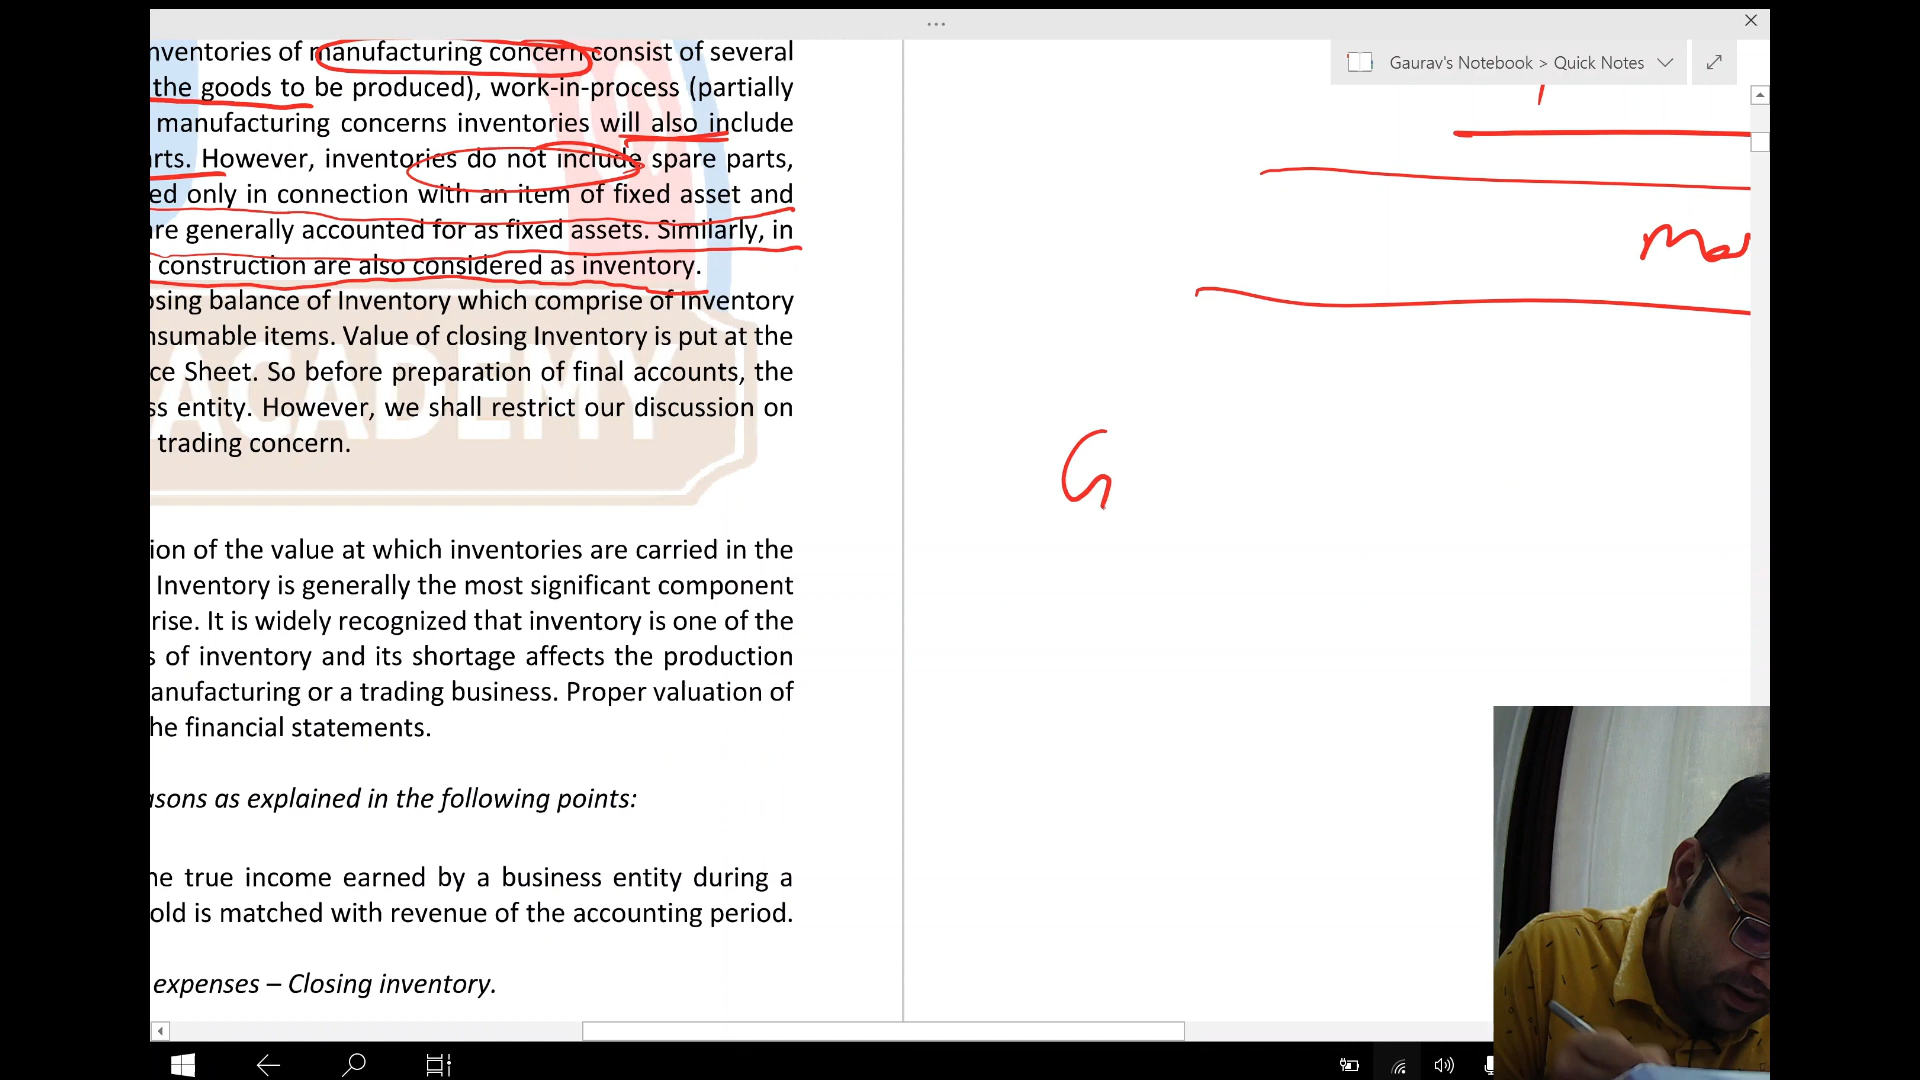 ...
Gaurav's Notebook > Quick Notes
nventories of manufacturing concern consist of several
the goods to be produced), work-in-process (partially
manufacturing concerns inventories will also include
rts. However, inventories do not include spare parts,
ed only in connection with an item of fixed asset and
re generally accounted for as fixed assets. Similarly, in
construction are also considered as inventory.
osing balance of Inventory which comprise of Inventory
nsumable items. Value of closing Inventory is put at the
ce Sheet. So before preparation of final accounts, the
ss entity. However, we shall restrict our discussion on
trading concern.
ACADEMY
ion of the value at which inventories are carried in the
Inventory is generally the most significant component
rise. It is widely recognized that inventory is one of the
s of inventory and its shortage affects the production
anufacturing or a trading business. Proper valuation of
he financial statements.
asons as explained in the following points:
he true income earned by a business entity during a
old is matched with revenue of the accounting period.
expenses – Closing inventory.
G